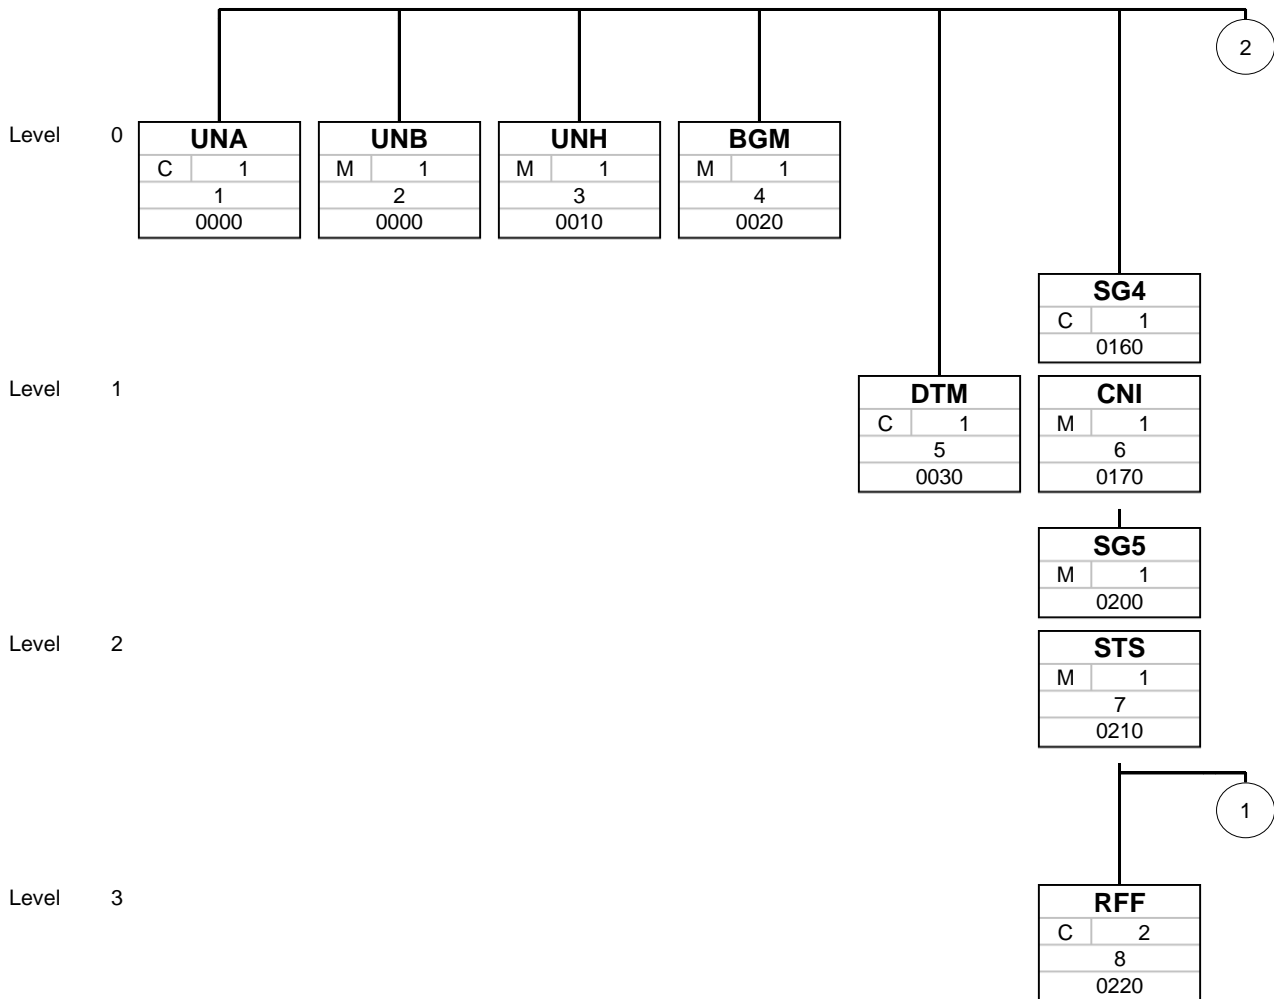 2
Level 0
UNA
C 1
1
0000
UNB
M 1
2
0000
UNH
M 1
3
0010
BGM
M 1
4
0020
SG4
C 1
0160
Level 1
DTM
C 1
5
0030
CNI
M 1
6
0170
SG5
M 1
0200
Level 2
STS
M 1
7
0210
1
Level 3
RFF
C 2
8
0220